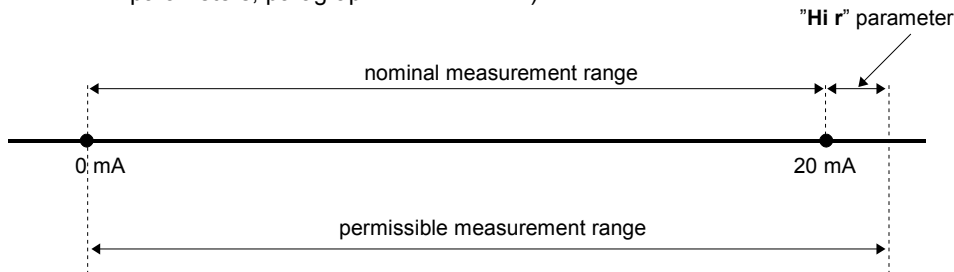 "Hi r" parameter
nominal measurement range
0 mA 20 mA
permissible measurement range